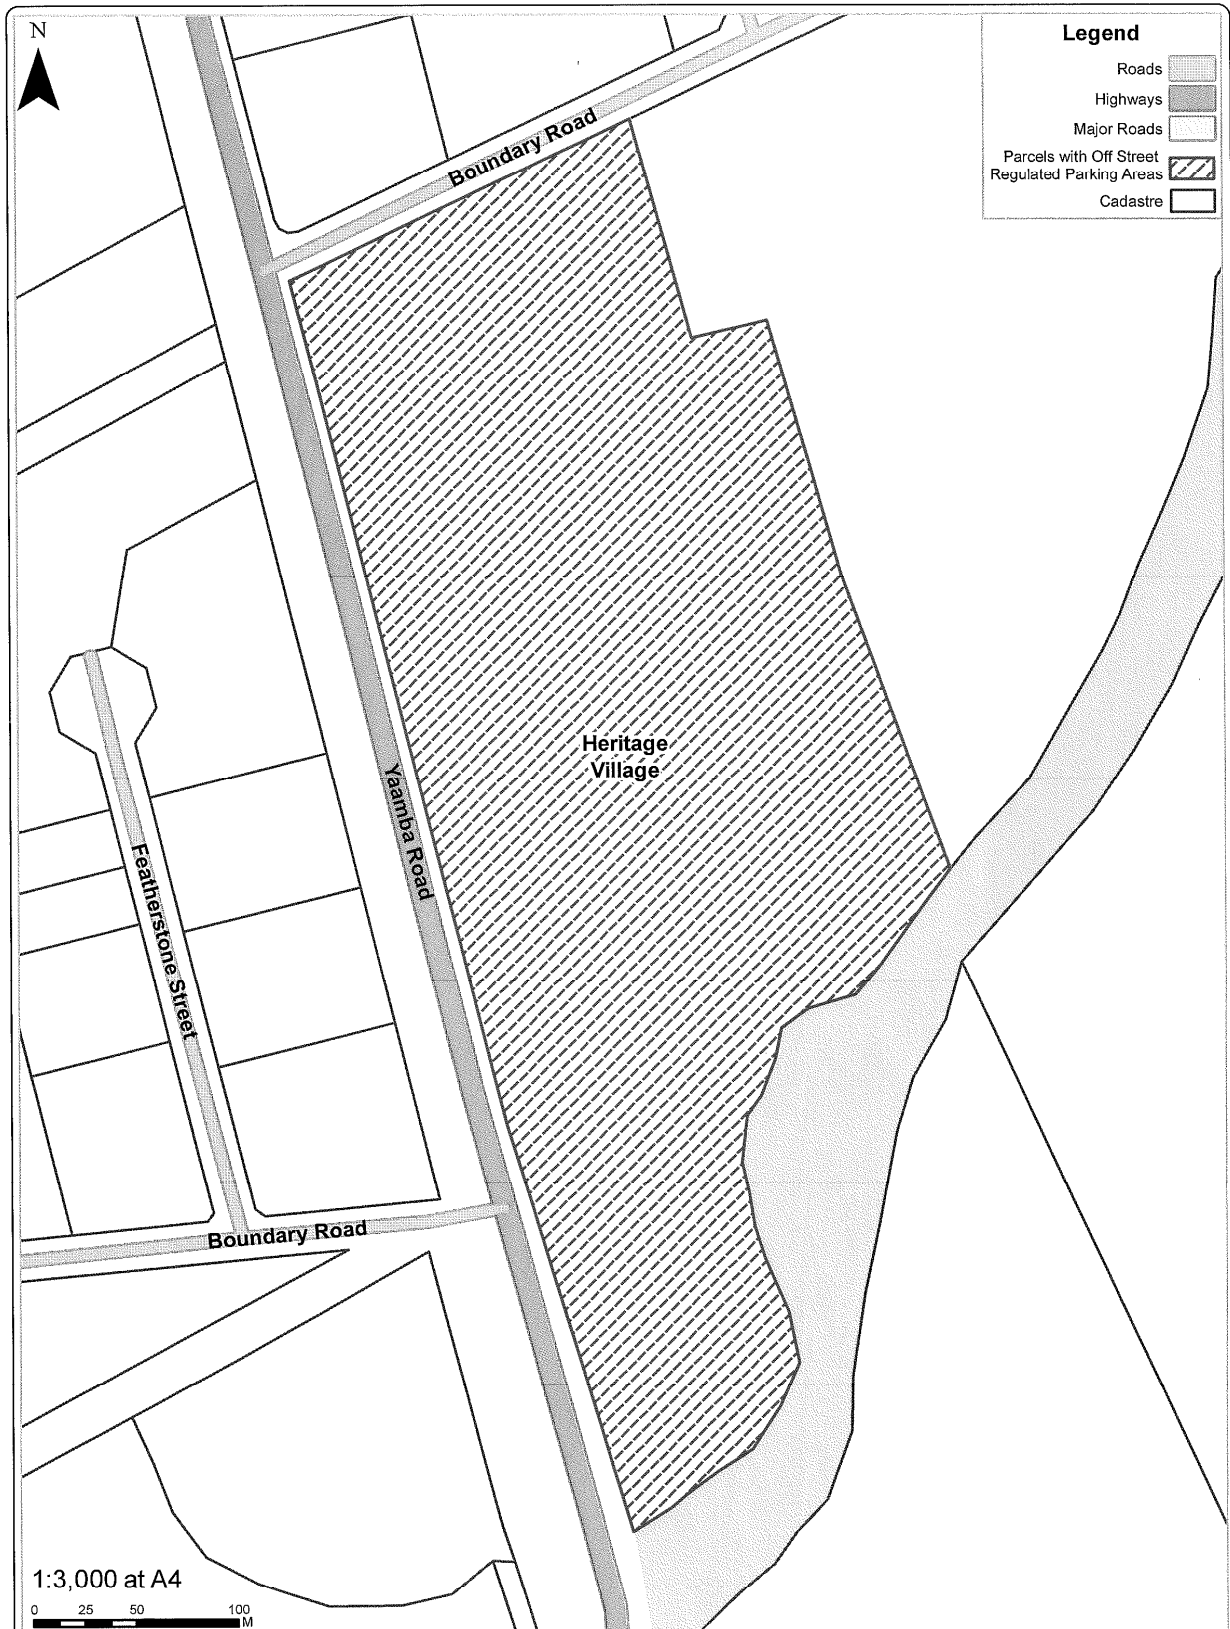 N
Legend
Roads
Highways
Major Roads
Parcels with Off Street
Regulated Parking Areas
Cadastre
Boundary Road
Heritage
Village
Yaamba Road
Featherstone Street
Boundary Road
1:3,000 at A4
0 25 50 100
M